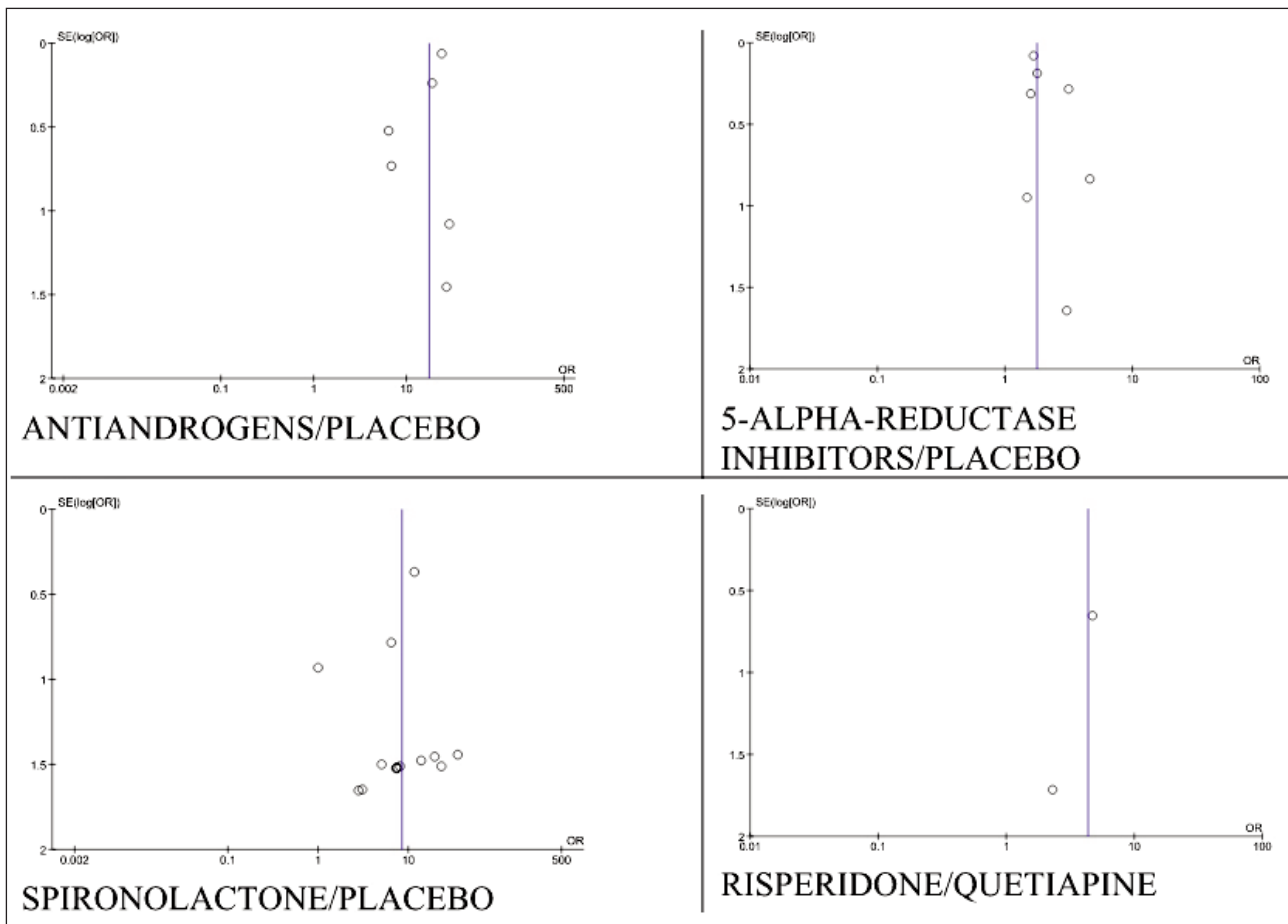 SE(log[OR])
0
0.5
1
1.5
2
OR
0.002 0.1 1 10 500
ANTIANDROGENS/PLACEBO
SE(log[OR])
0
0.5
1
1.5
2
OR
0.01 0.1 1 10 100
5-ALPHA-REDUCTASE
INHIBITORS/PLACEBO
SE(log[OR])
0
0.5
1
1.5
2
OR
0.002 0.1 1 10 500
SPIRONOLACTONE/PLACEBO
SE(log[OR])
0
0.5
1
1.5
2
OR
0.01 0.1 1 10 100
RISPERIDONE/QUETIAPINE